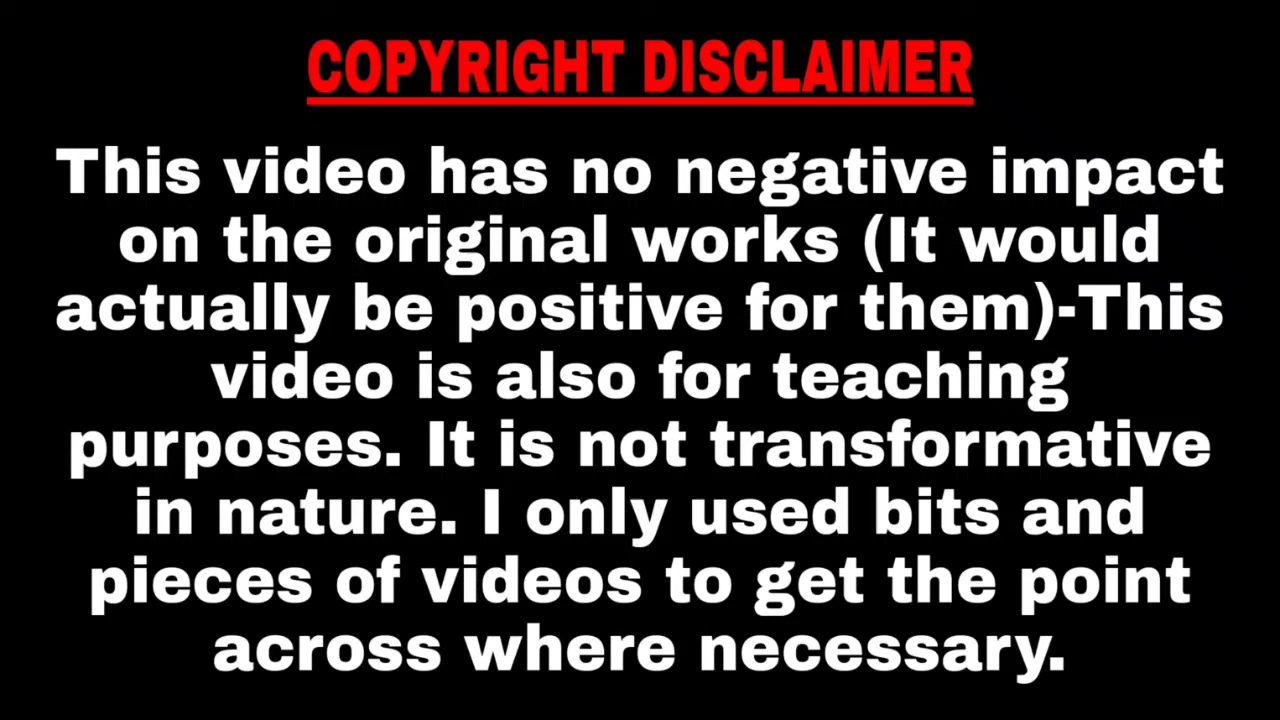 COPYRIGHT DISCLAIMER
This video has no negative impact
on the original works (It would
actually be positive for them)-This
video is also for teaching
purposes. It is not transformative
in nature. I only used bits and
pieces of videos to get the point
across where necessary.